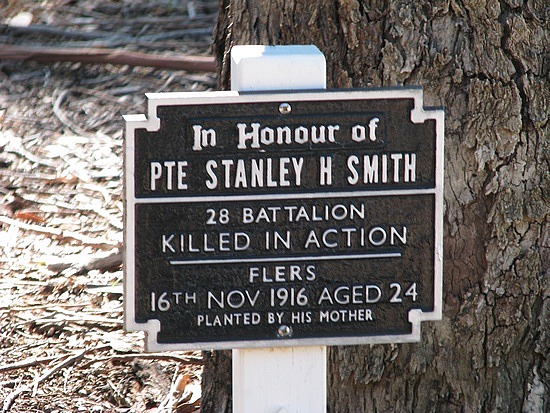 In Honour of
PTE STANLEY H SMITH
28 BATTALION
KILLED IN ACTION
FLERS
16TH NOV 1916 AGED 24
PLANTED BY HIS MOTHER